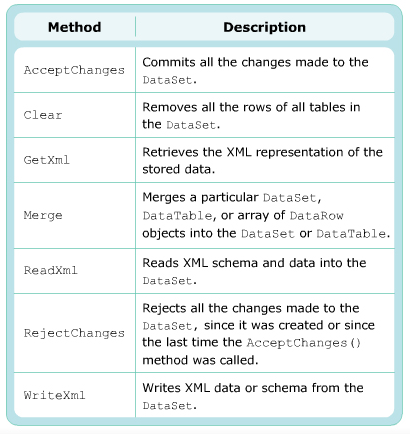 Method Description
AcceptChanges Commits all the changes made to the
DataSet.
Clear Removes all the rows of all tables in
the DataSet.
GetXml Retrieves the XML representation of the
stored data.
Merge Merges a particular DataSet,
DataTable, or array of DataRow
objects into the DataSet or DataTable.
ReadXml Reads XML schema and data into the
DataSet.
RejectChanges Rejects all the changes made to the
DataSet, since it was created or since
the last time the AcceptChanges()
method was called.
WriteXml Writes XML data or schema from the
DataSet.